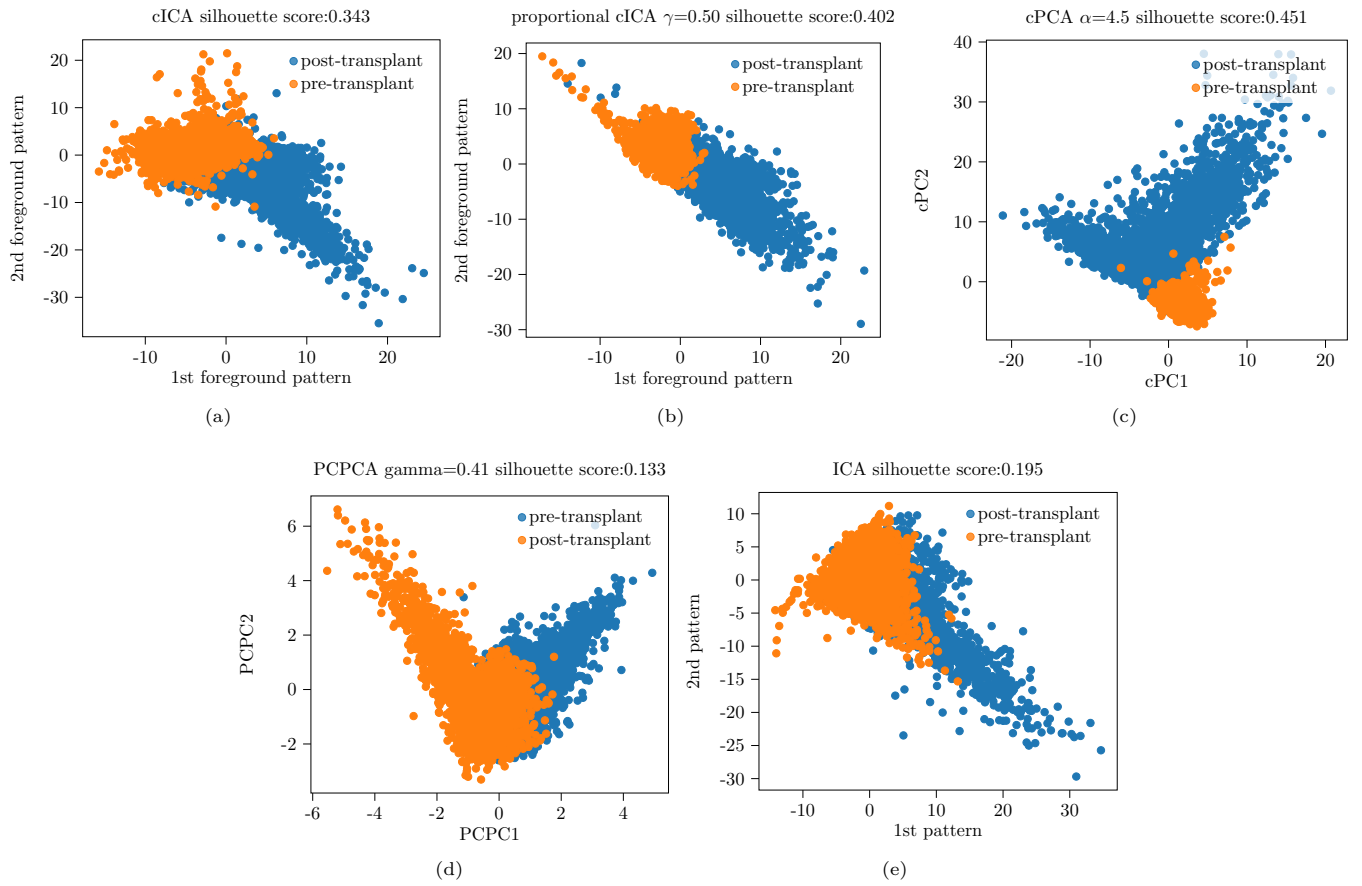 cICA silhouette score:0.343
20
10
0
-10
-20
-30
2nd foreground pattern
post-transplant
pre-transplant
-10
0
10
20
1st foreground pattern
(a)
proportional cICA γ=0.50 silhouette score:0.402
20
10
0
-10
-20
-30
2nd foreground pattern
post-transplant
pre-transplant
-10
0
10
20
1st foreground pattern
(b)
cPCA α=4.5 silhouette score:0.451
40
30
20
10
0
cPC2
post-transplant
pre-transplant
-20
-10
0
10
20
cPC1
(c)
PCPCA gamma=0.41 silhouette score:0.133
6
4
2
0
-2
PCPC2
pre-transplant
post-transplant
-6
-4
-2
0
2
4
PCPC1
(d)
ICA silhouette score:0.195
10
5
0
-5
-10
-15
-20
-25
-30
2nd pattern
post-transplant
pre-transplant
-10
0
10
20
30
1st pattern
(e)